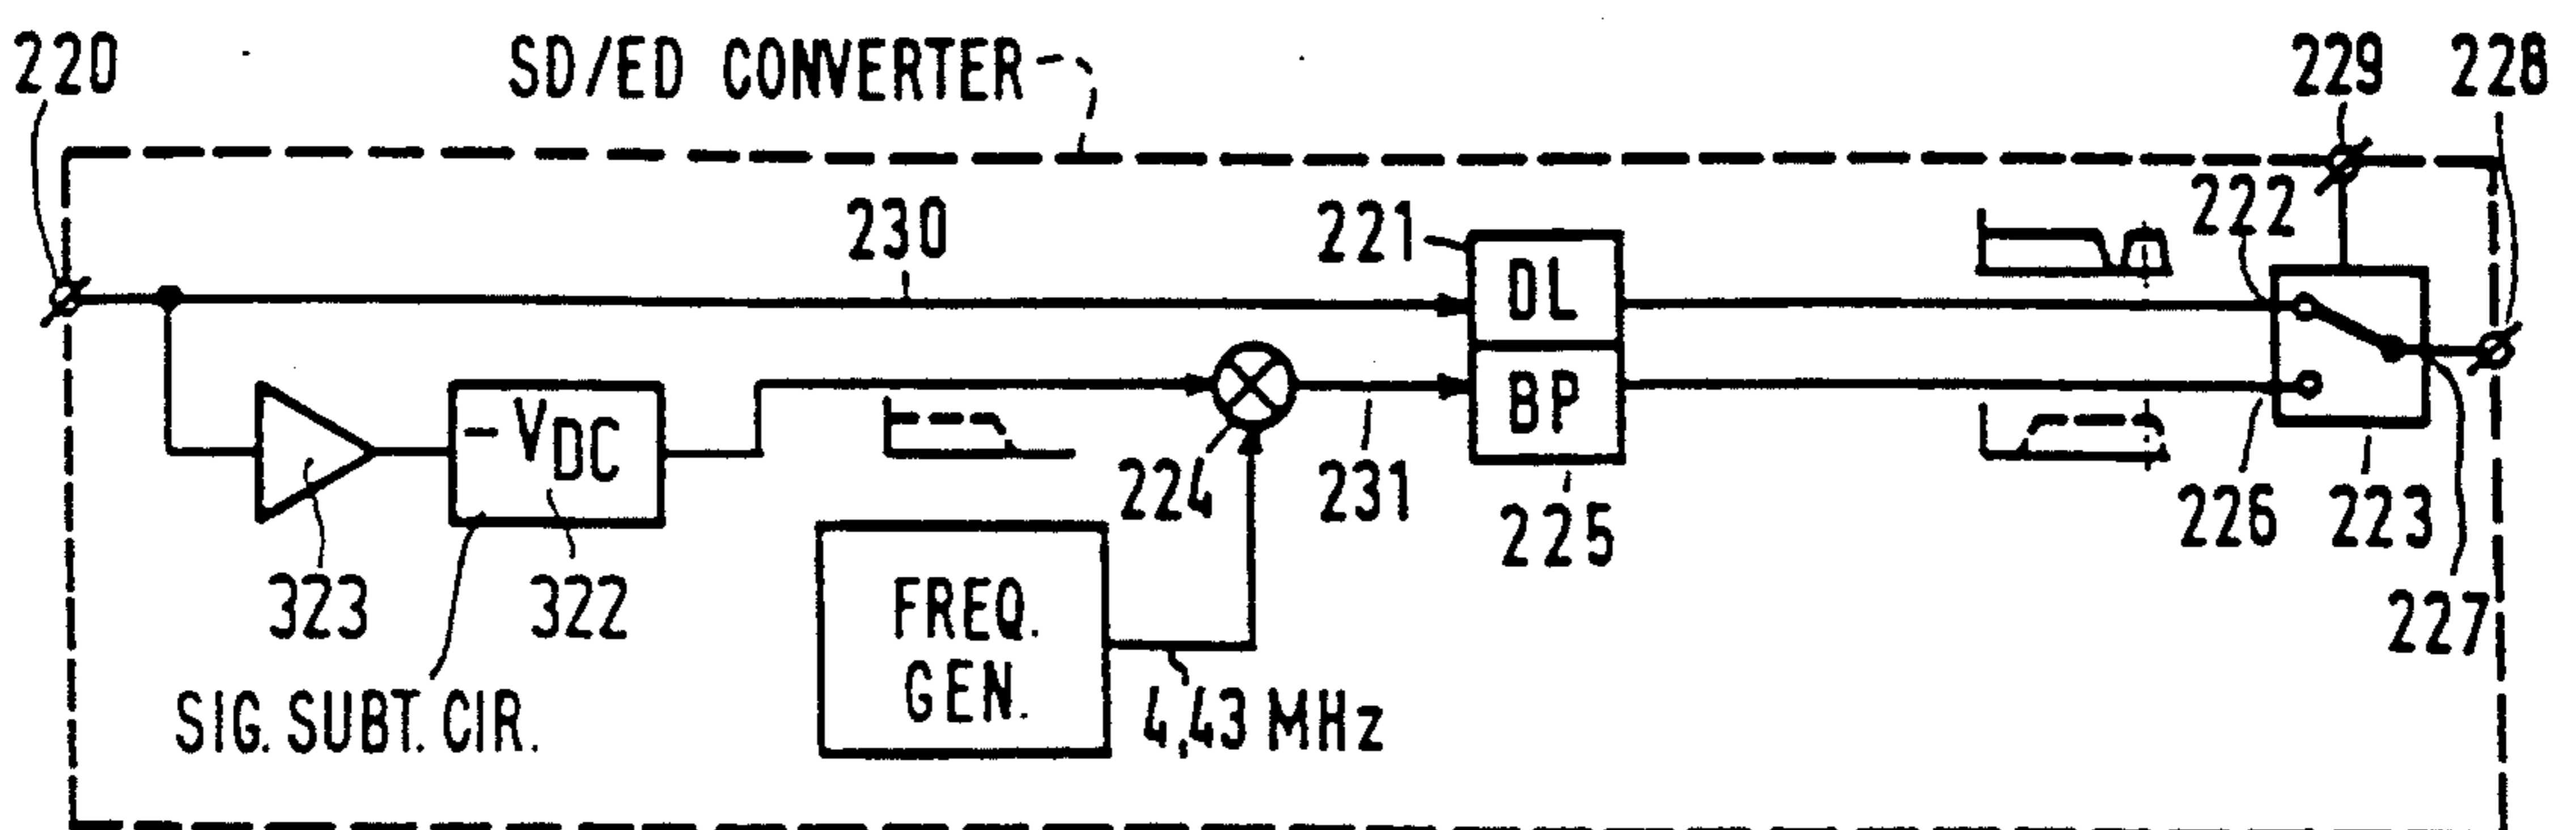 220
SD/ED CONVERTER
229
228
230
221
222
DL
BP
- VDC
224
231
225
226
223
227
323
322
FREQ.
GEN.
4,43 MHz
SIG. SUBT. CIR.